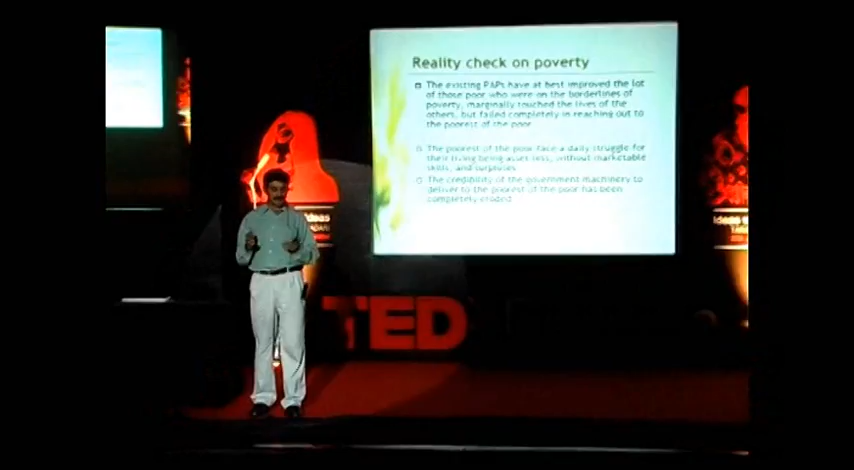 Reality check on poverty
The existing PAPs have at best improved the lot
of those poor who were on the borderlines of
poverty, marginally touched the lives of the
others, but failed completely in reaching out to
the poorest of the poor
The poorest of the poor face a daily struggle for
their living being asset less, without marketable
skills, and surpluses
The credibility of the government machinery to
deliver to the poorest of the poor has been
completely eroded
Ideas
Ideas
TED